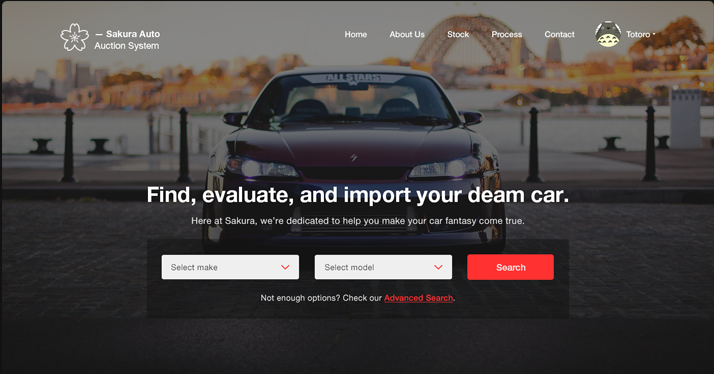 — Sakura Auto
Auction System
Home About Us Stock Process Contact Totoro
ALLSTARS
Find, evaluate, and import your deam car.
Here at Sakura, we’re dedicated to help you make your car fantasy come true.
Select make Select model Search
Not enough options? Check our Advanced Search.